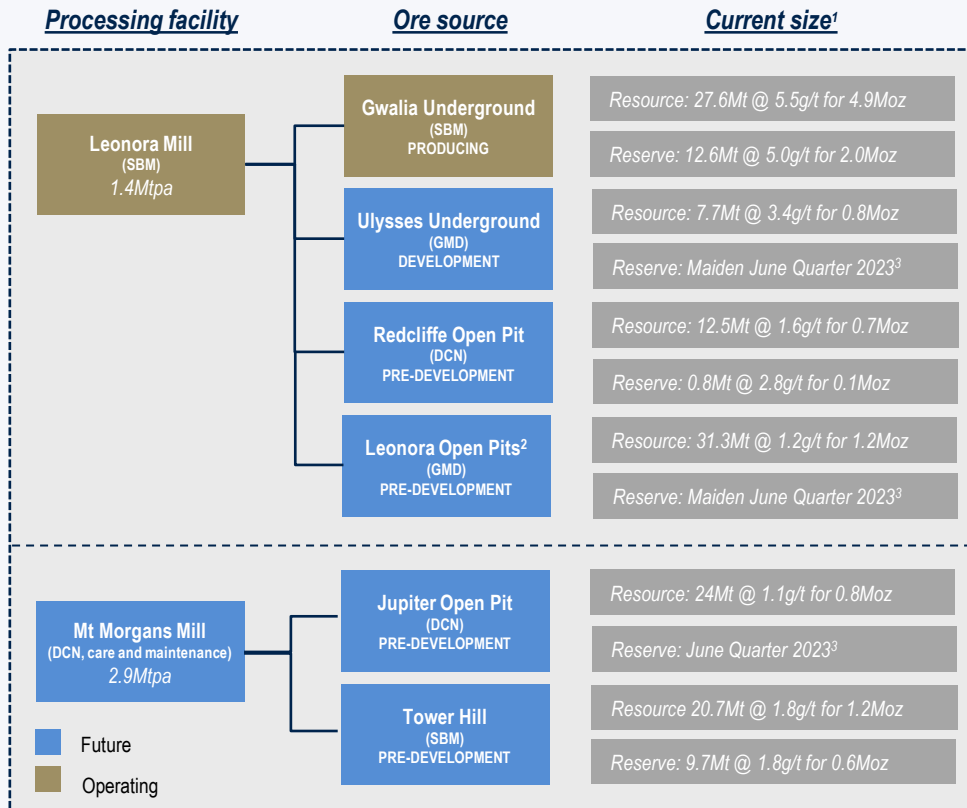 Processing facility
Ore source
Current size¹
Leonora Mill
(SBM)
1.4Mtpa
Gwalia Underground
(SBM)
PRODUCING
Resource: 27.6Mt @ 5.5g/t for 4.9Moz
Reserve: 12.6Mt @ 5.0g/t for 2.0Moz
Ulysses Underground
(GMD)
DEVELOPMENT
Resource: 7.7Mt @ 3.4g/t for 0.8Moz
Reserve: Maiden June Quarter 2023³
Redcliffe Open Pit
(DCN)
PRE-DEVELOPMENT
Resource: 12.5Mt @ 1.6g/t for 0.7Moz
Reserve: 0.8Mt @ 2.8g/t for 0.1Moz
Leonora Open Pits²
(GMD)
PRE-DEVELOPMENT
Resource: 31.3Mt @ 1.2g/t for 1.2Moz
Reserve: Maiden June Quarter 2023³
Mt Morgans Mill
(DCN, care and maintenance)
2.9Mtpa
Jupiter Open Pit
(DCN)
PRE-DEVELOPMENT
Resource: 24Mt @ 1.1g/t for 0.8Moz
Reserve: June Quarter 2023³
Tower Hill
(SBM)
PRE-DEVELOPMENT
Resource 20.7Mt @ 1.8g/t for 1.2Moz
Reserve: 9.7Mt @ 1.8g/t for 0.6Moz
Future
Operating